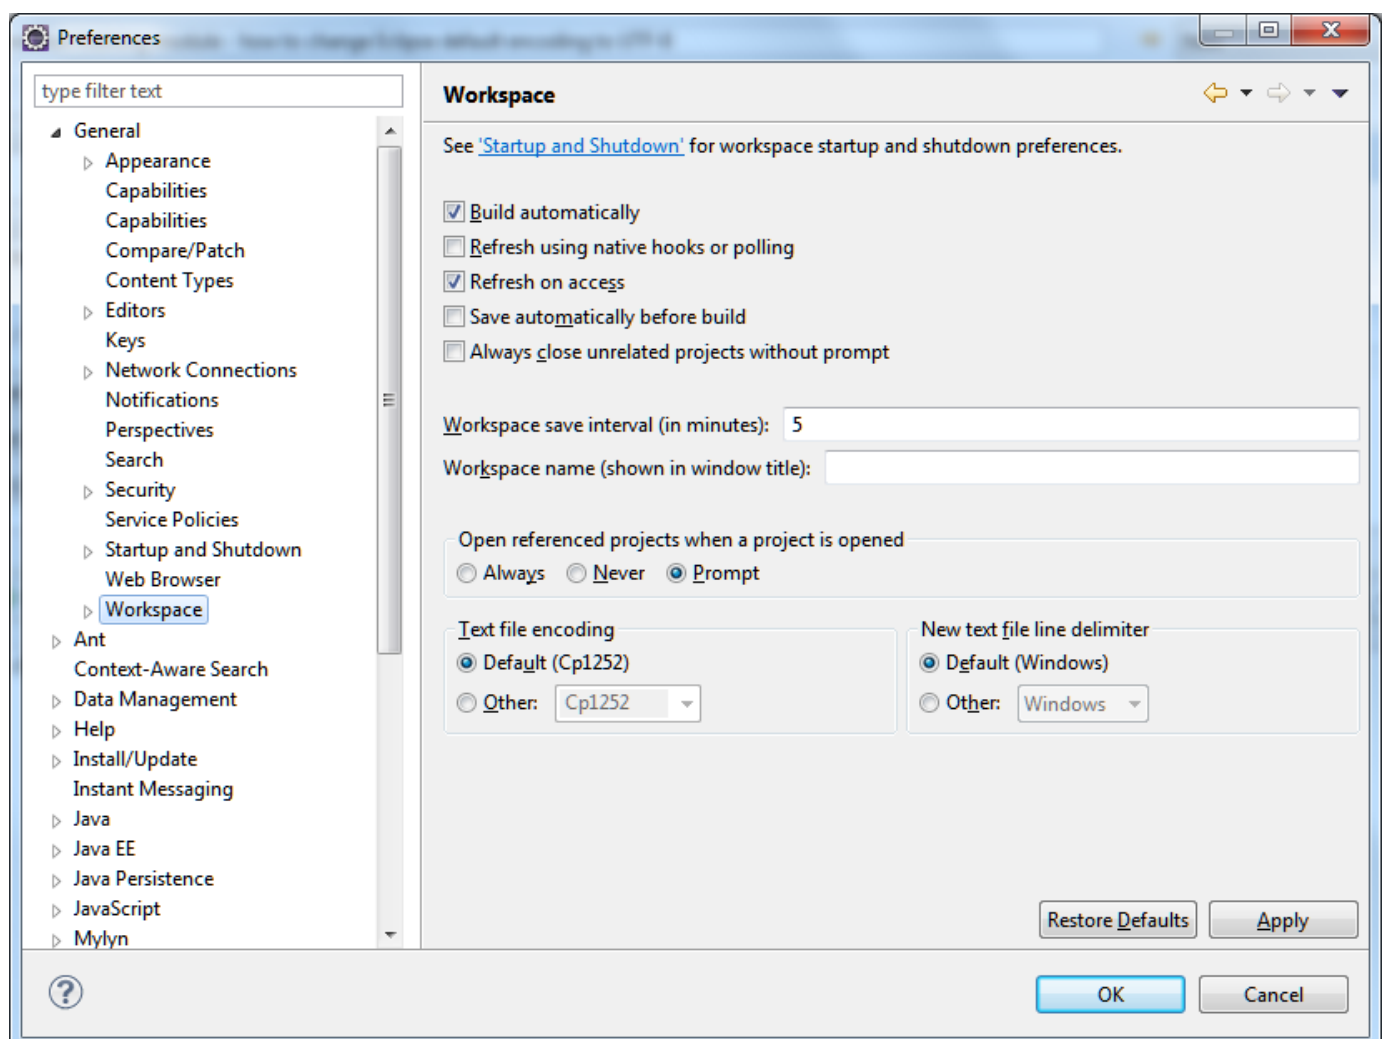 Preferences
type filter text
General
Appearance
Capabilities
Capabilities
Compare/Patch
Content Types
Editors
Keys
Network Connections
Notifications
Perspectives
Search
Security
Service Policies
Startup and Shutdown
Web Browser
Workspace
Ant
Context-Aware Search
Data Management
Help
Install/Update
Instant Messaging
Java
Java EE
Java Persistence
JavaScript
Mylyn
Workspace
See 'Startup and Shutdown' for workspace startup and shutdown preferences.
Build automatically
Refresh using native hooks or polling
Refresh on access
Save automatically before build
Always close unrelated projects without prompt
Workspace save interval (in minutes): 5
Workspace name (shown in window title):
Open referenced projects when a project is opened
Always Never Prompt
Text file encoding
Default (Cp1252)
Other: Cp1252
New text file line delimiter
Default (Windows)
Other: Windows
Restore Defaults Apply
OK Cancel